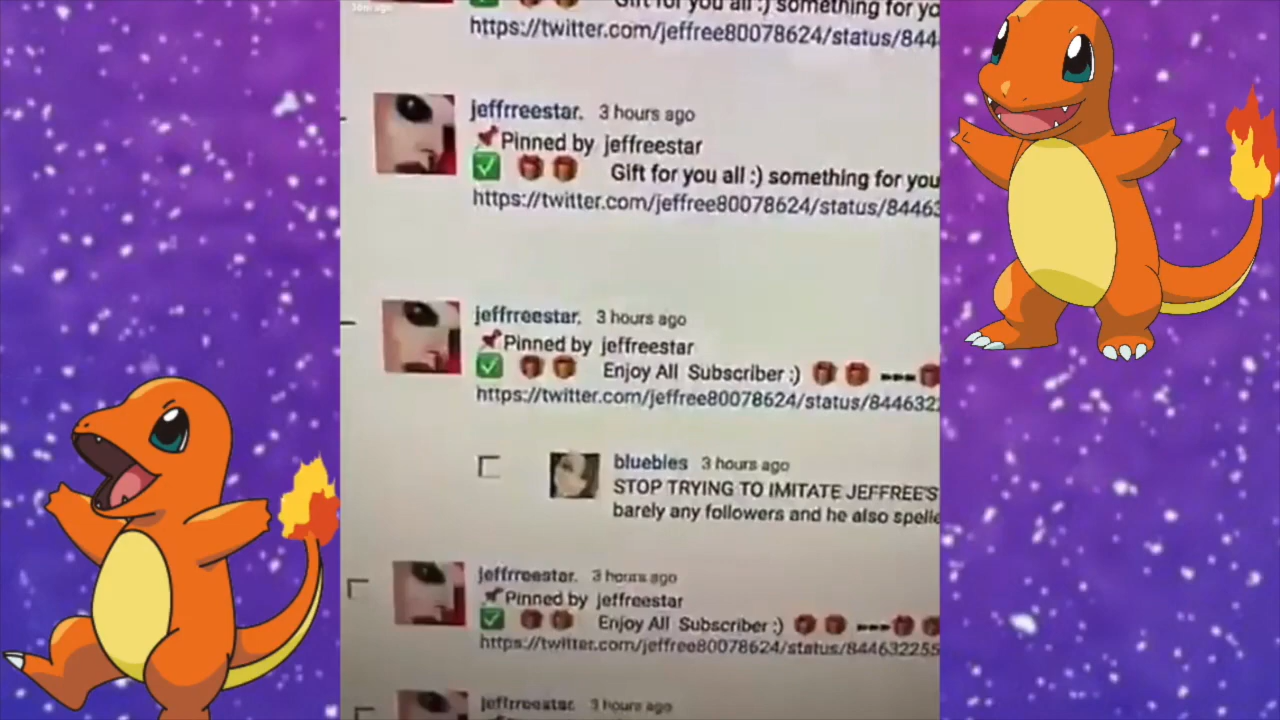 Gift for you all :) something for yo
https://twitter.com/jeffree80078624/status/844
jeffrreestar. 3 hours ago
📌Pinned by jeffreestar
✅ 🎁 🎁 Gift for you all :) something for you
https://twitter.com/jeffree80078624/status/84463
jeffrreestar. 3 hours ago
📌Pinned by jeffreestar
✅ 🎁 🎁 Enjoy All Subscriber :) 🎁 🎁 ---🎁
https://twitter.com/jeffree80078624/status/844632
bluebles 3 hours ago
STOP TRYING TO IMITATE JEFFREE'S
barely any followers and he also spelle
jeffrreestar. 3 hours ago
📌Pinned by jeffreestar
✅ 🎁 🎁 Enjoy All Subscriber :) 🎁 🎁 ---🎁 🎁
https://twitter.com/jeffree80078624/status/844632255
jeffrreestar. 3 hours ago